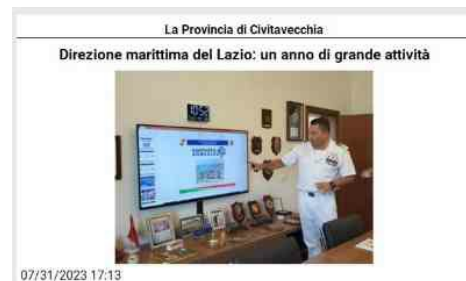 La Provincia di Civitavecchia
Direzione marittima del Lazio: un anno di grande attività
07/31/2023 17:13